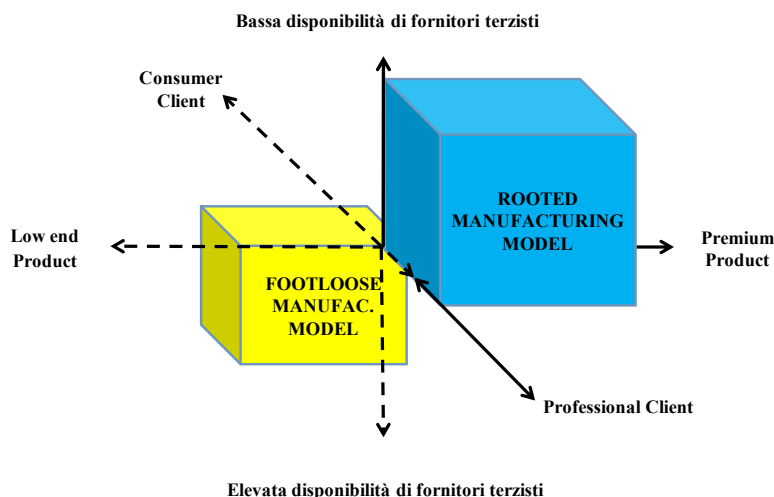 Bassa disponibilità di fornitori terzisti
Consumer
Client
ROOTED
MANUFACTURING
MODEL
Low end
Product
Premium
Product
FOOTLOOSE
MANUFAC.
MODEL
Professional Client
Elevata disponibilità di fornitori terzisti